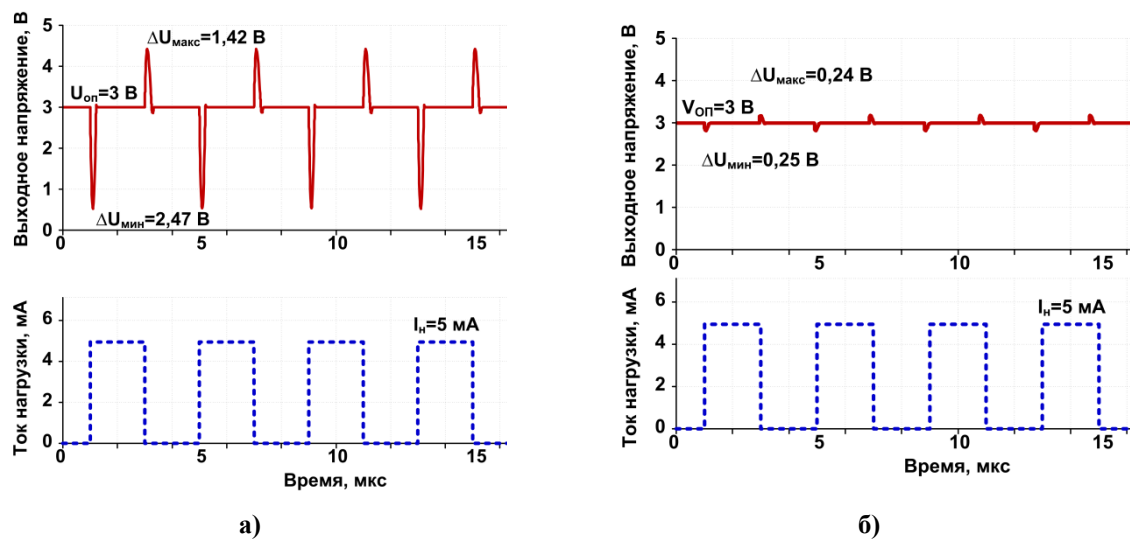 Выходное напряжение, В
5
4
3
2
1
0
ΔUмакс=1,42 В
Uоп=3 В
ΔUмин=2,47 В
0
5
10
15
Ток нагрузки, мА
6
4
2
0
Iн=5 мА
0
5
10
15
Время, мкс
а)
Выходное напряжение, В
5
4
3
2
1
0
ΔUмакс=0,24 В
VОП=3 В
ΔUмин=0,25 В
0
5
10
15
Ток нагрузки, мА
6
4
2
0
Iн=5 мА
0
5
10
15
Время, мкс
б)